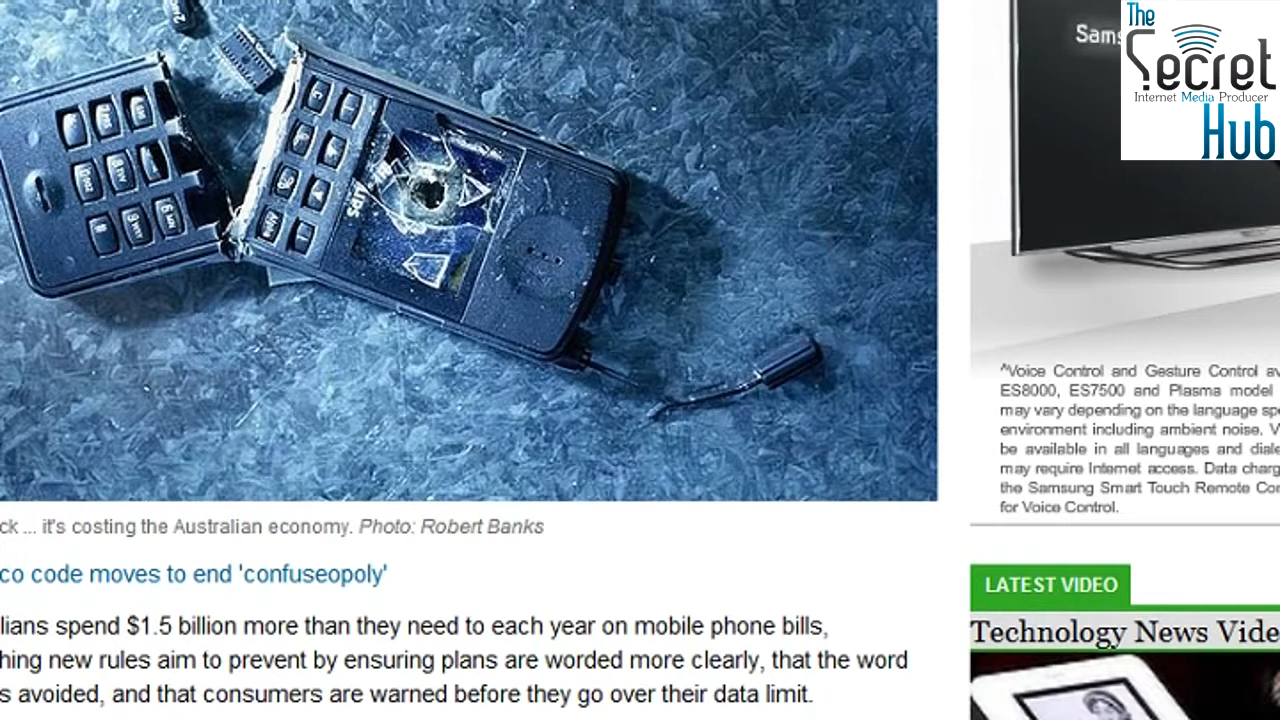 The
Secret
Internet Media Producer
Hub
Sams
^Voice Control and Gesture Control av
ES8000, ES7500 and Plasma model
may vary depending on the language spe
environment including ambient noise. V
be available in all languages and diale
may require Internet access. Data charg
the Samsung Smart Touch Remote Con
for Voice Control.
ck ... it's costing the Australian economy. Photo: Robert Banks
co code moves to end 'confuseopoly'
lians spend $1.5 billion more than they need to each year on mobile phone bills,
hing new rules aim to prevent by ensuring plans are worded more clearly, that the word
s avoided, and that consumers are warned before they go over their data limit.
LATEST VIDEO
Technology News Vide